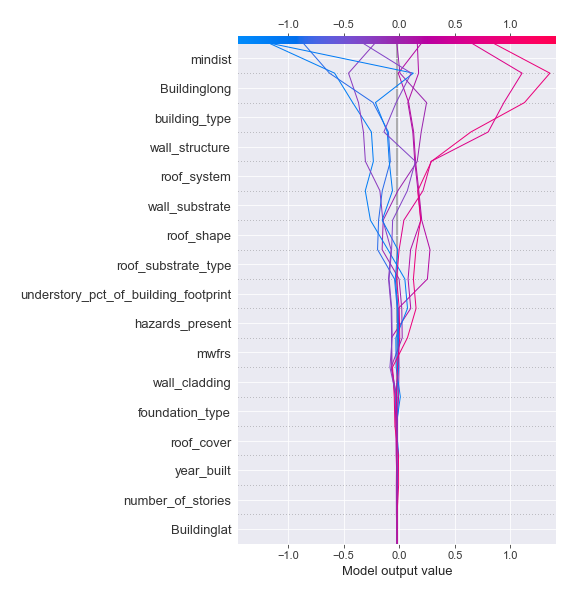 −1.0 −0.5 0.0 0.5 1.0
mindist
Buildinglong
building_type
wall_structure
roof_system
wall_substrate
roof_shape
roof_substrate_type
understory_pct_of_building_footprint
hazards_present
mwfrs
wall_cladding
foundation_type
roof_cover
year_built
number_of_stories
Buildinglat
−1.0 −0.5 0.0 0.5 1.0
Model output value